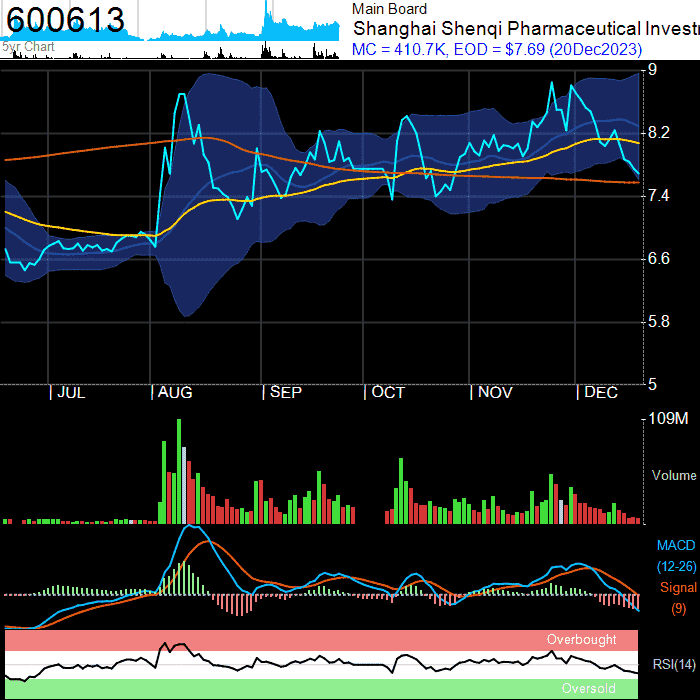 600613
5yr Chart
Main Board
Shanghai Shenqi Pharmaceutical Invest
MC = 410.7K, EOD = $7.69 (20Dec2023)
9
8.2
7.4
6.6
5.8
5
JUL
AUG
SEP
OCT
NOV
DEC
109M
Volume
MACD
(12-26)
Signal
(9)
Overbought
RSI(14)
Oversold